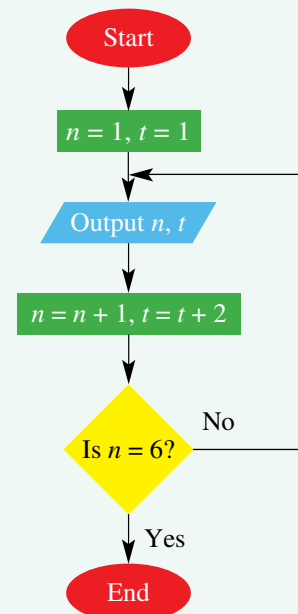 Start
n = 1, t = 1
Output n, t
n = n + 1, t = t + 2
Is n = 6?
No
Yes
End